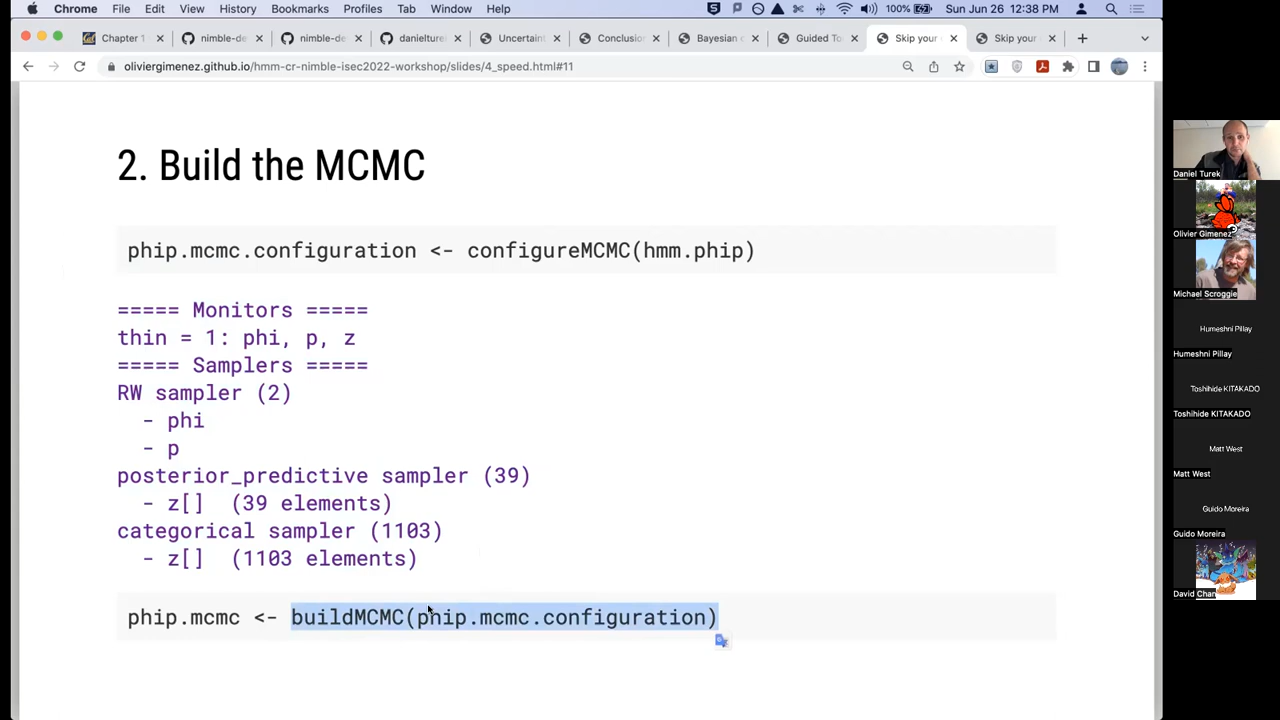 Chrome File Edit View History Bookmarks Profiles Tab Window Help 100% Sun Jun 26 12:38 PM
Chapter 1 nimble-de nimble-de danielture Uncertain Conclusion Bayesian c Guided To Skip your Skip your
oliviergimenez.github.io/hmm-cr-nimble-isec2022-workshop/slides/4_speed.html#11
2. Build the MCMC
phip.mcmc.configuration <- configureMCMC(hmm.phip)
===== Monitors =====
thin = 1: phi, p, z
===== Samplers =====
RW sampler (2)
- phi
- p
posterior_predictive sampler (39)
- z[] (39 elements)
categorical sampler (1103)
- z[] (1103 elements)
phip.mcmc <- buildMCMC(phip.mcmc.configuration)
Daniel Turek
Olivier Gimenez
Michael Scroggie
Humeshni Pillay
Humeshni Pillay
Toshihide KITAKADO
Toshihide KITAKADO
Matt West
Matt West
Guido Moreira
Guido Moreira
David Chan